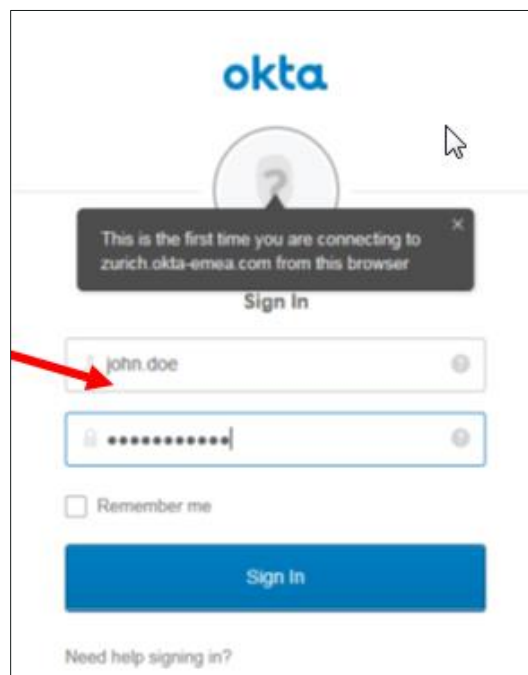 okta
?
This is the first time you are connecting to
zurich.okta-emea.com from this browser
Sign In
john.doe
•••••••••••
Remember me
Sign In
Need help signing in?